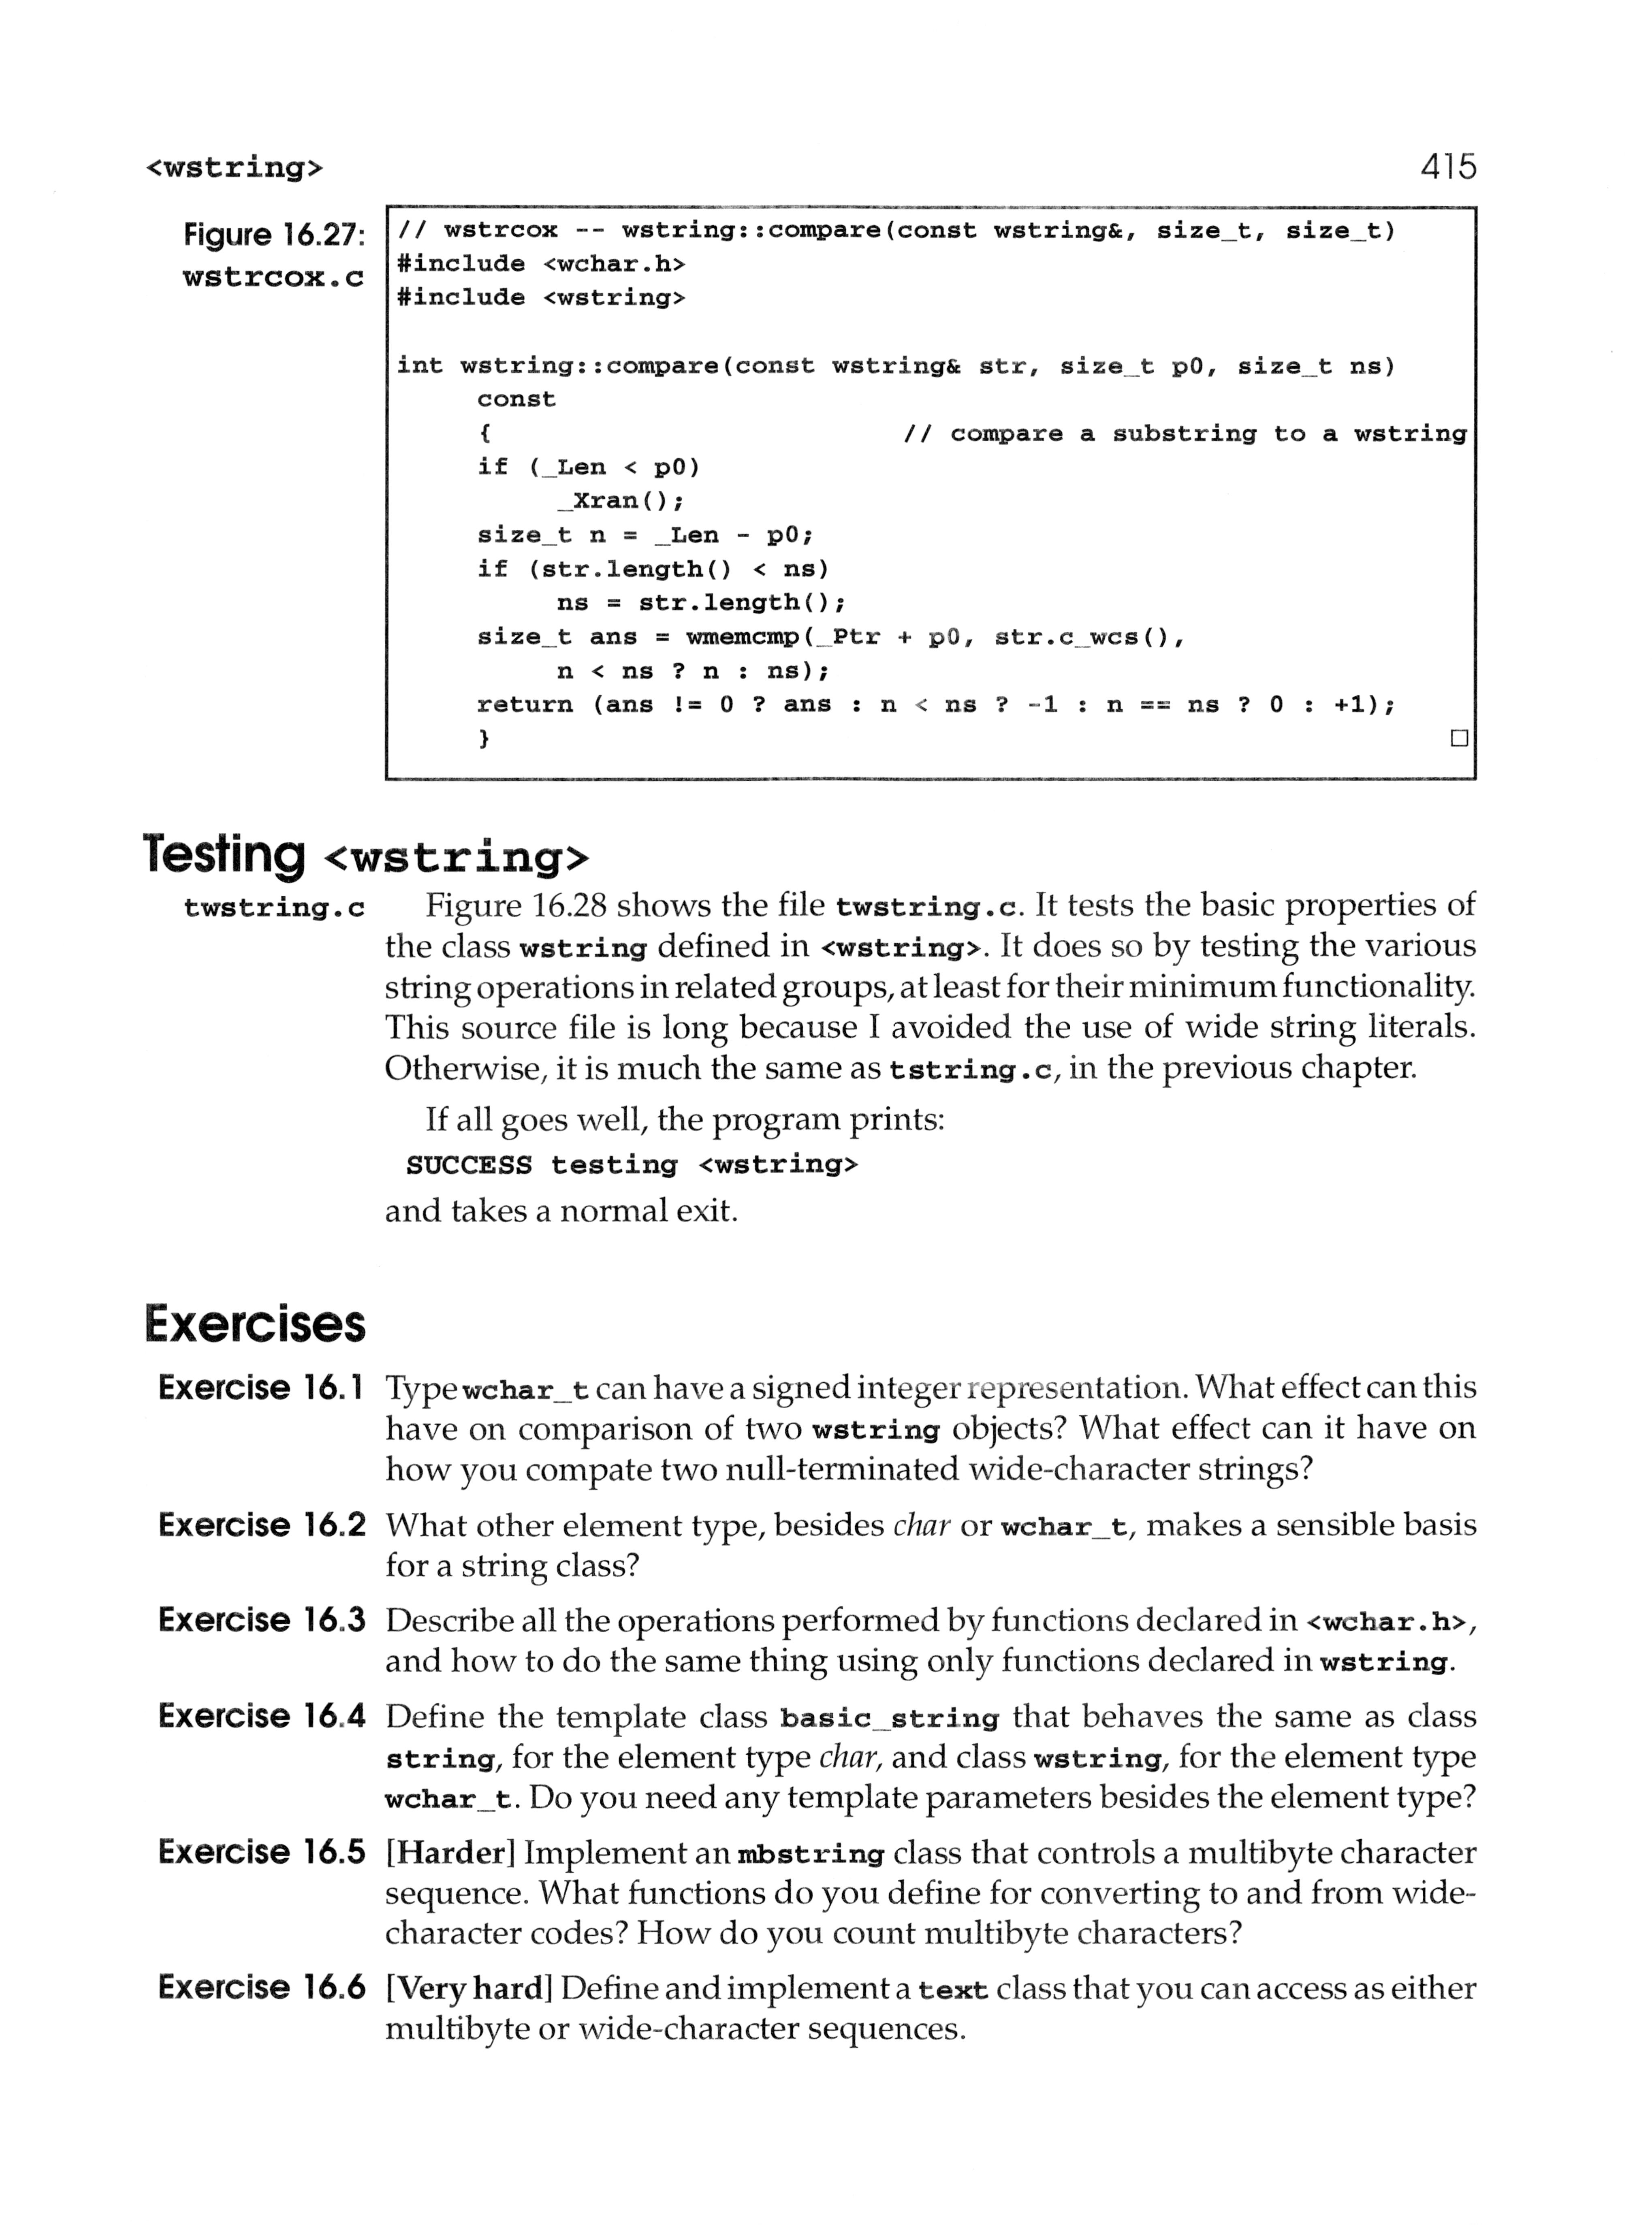 <wstring> 415
Figure 16.27:
wstrcox.c
// wstrcox -- wstring::compare(const wstring&, size_t, size_t)
#include <wchar.h>
#include <wstring>
int wstring::compare(const wstring& str, size_t p0, size_t ns)
const
{ // compare a substring to a wstring
if (_Len < p0)
_Xran();
size_t n = _Len - p0;
if (str.length() < ns)
ns = str.length();
size_t ans = wmemcmp(_Ptr + p0, str.c_wcs(),
n < ns ? n : ns);
return (ans != 0 ? ans : n < ns ? -1 : n == ns ? 0 : +1);
} □
Testing <wstring>
twstring.c Figure 16.28 shows the file twstring.c. It tests the basic properties of
the class wstring defined in <wstring>. It does so by testing the various
string operations in related groups, at least for their minimum functionality.
This source file is long because I avoided the use of wide string literals.
Otherwise, it is much the same as tstring.c, in the previous chapter.
If all goes well, the program prints:
SUCCESS testing <wstring>
and takes a normal exit.
Exercises
Exercise 16.1 Type wchar_t can have a signed integer representation. What effect can this
have on comparison of two wstring objects? What effect can it have on
how you compate two null-terminated wide-character strings?
Exercise 16.2 What other element type, besides char or wchar_t, makes a sensible basis
for a string class?
Exercise 16.3 Describe all the operations performed by functions declared in <wchar.h>,
and how to do the same thing using only functions declared in wstring.
Exercise 16.4 Define the template class basic_string that behaves the same as class
string, for the element type char, and class wstring, for the element type
wchar_t. Do you need any template parameters besides the element type?
Exercise 16.5 [Harder] Implement an mbstring class that controls a multibyte character
sequence. What functions do you define for converting to and from wide-
character codes? How do you count multibyte characters?
Exercise 16.6 [Very hard] Define and implement a text class that you can access as either
multibyte or wide-character sequences.